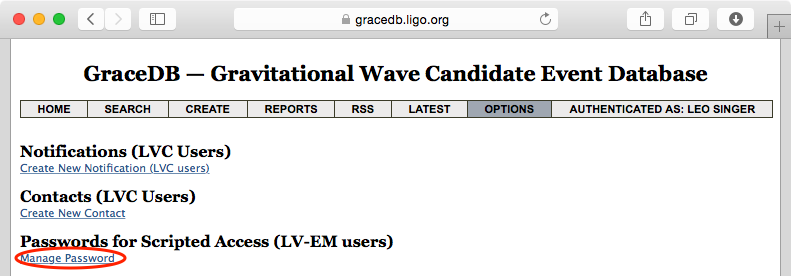 gracedb.ligo.org
GraceDB — Gravitational Wave Candidate Event Database
HOME SEARCH CREATE REPORTS RSS LATEST OPTIONS AUTHENTICATED AS: LEO SINGER
Notifications (LVC Users)
Create New Notification (LVC users)
Contacts (LVC Users)
Create New Contact
Passwords for Scripted Access (LV-EM users)
Manage Password